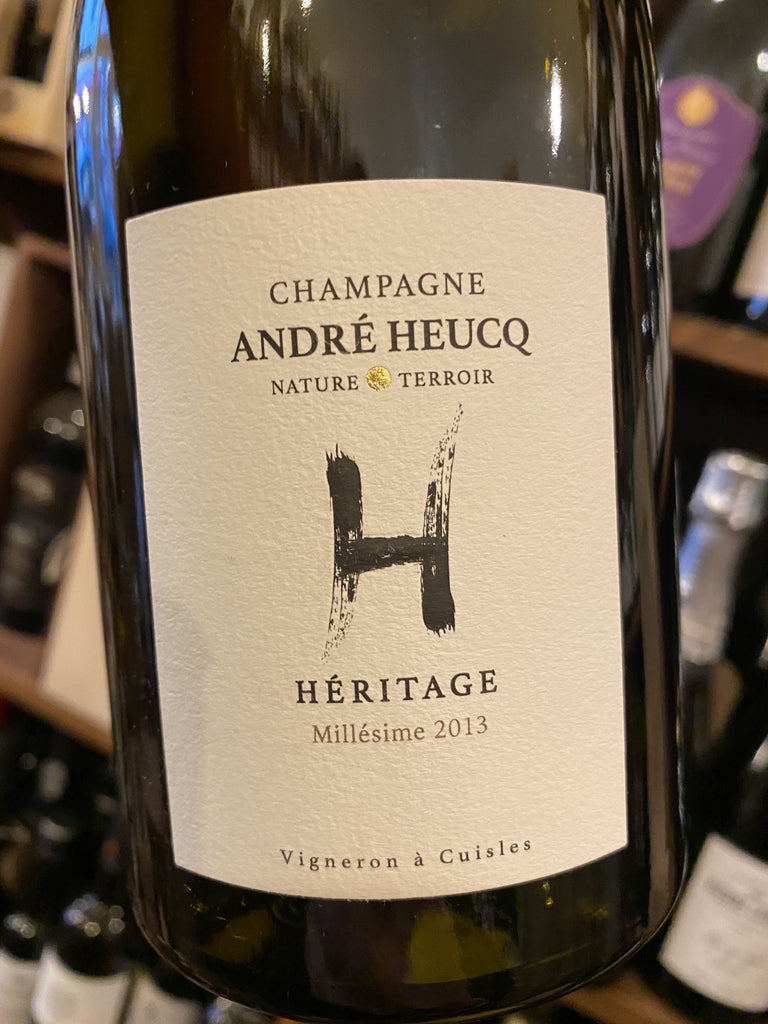 CHAMPAGNE
ANDRÉ HEUCQ
NATURE TERROIR
H
HÉRITAGE
Millésime 2013
Vigneron à Cuisles